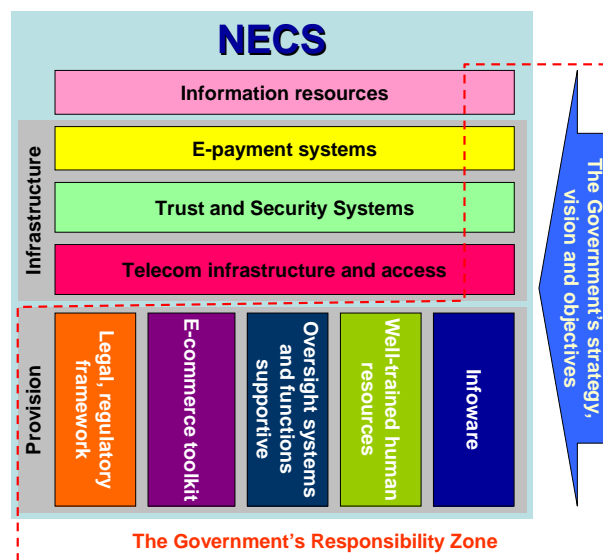 NECS
Information resources
Infrastructure
E-payment systems
Trust and Security Systems
Telecom infrastructure and access
The Government's strategy,
vision and objectives
Provision
Legal, regulatory
framework
E-commerce toolkit
Oversight systems
and functions
supportive
Well-trained human
resources
Infoware
The Government's Responsibility Zone